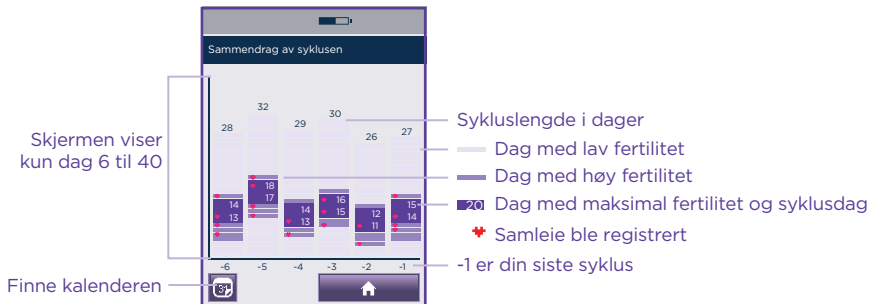 Sammendrag av syklusen
32
30
28
29
27
26
18
17
14
13
14
13
16
15
12
11
15
14
-6
-5
-4
-3
-2
-1
31
Skjermen viser
kun dag 6 til 40
Finne kalenderen
Sykluslengde i dager
Dag med lav fertilitet
Dag med høy fertilitet
20 Dag med maksimal fertilitet og syklusdag
Samleie ble registrert
-1 er din siste syklus